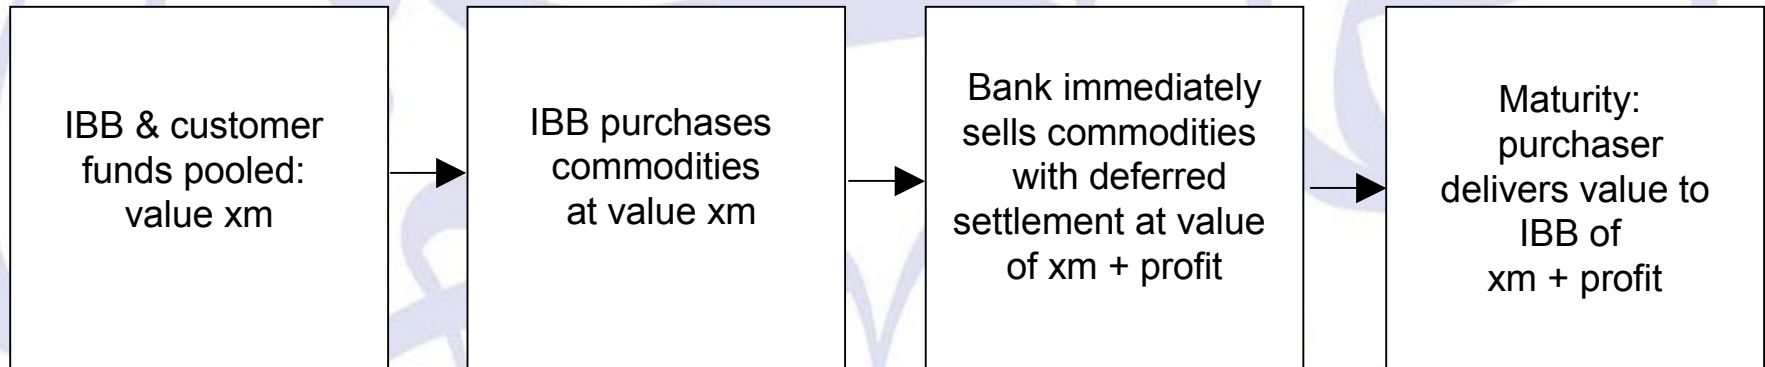 IBB & customer
funds pooled:
value xm
IBB purchases
commodities
at value xm
Bank immediately
sells commodities
with deferred
settlement at value
of xm + profit
Maturity:
purchaser
delivers value to
IBB of
xm + profit